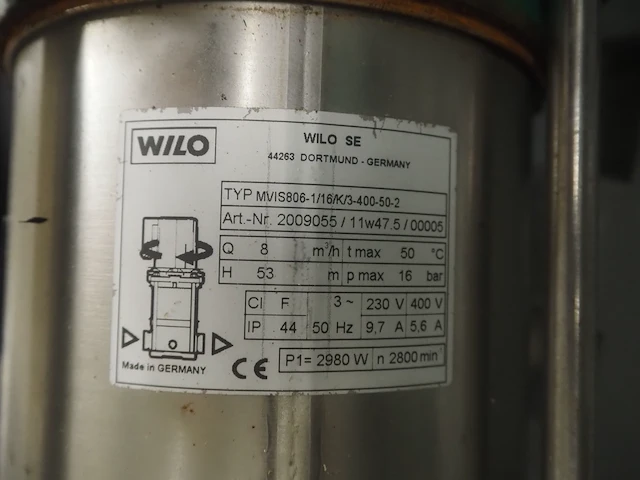 WILO
WILO SE
44263 DORTMUND - GERMANY
TYP MVIS806-1/16/K/3-400-50-2
Art.-Nr. 2009055 / 11w47.5 / 00005
Q 8 m³/h t max 50 °C
H 53 m p max 16 bar
CI F 3~ 230 V 400 V
IP 44 50 Hz 9,7 A 5,6 A
P1= 2980 W n 2800 min⁻¹
Made in GERMANY
CE